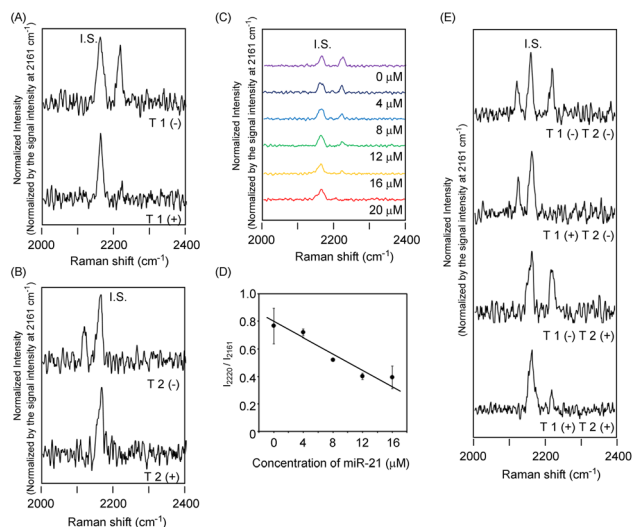 (A)
I.S.
T 1 (-)
T 1 (+)
Normalized Intensity
(Normalized by the signal intensity at 2161 cm-1)
2000
2200
2400
Raman shift (cm-1)
(B)
I.S.
T 2 (-)
T 2 (+)
Normalized Intensity
(Normalized by the signal intensity at 2161 cm-1)
2000
2200
2400
Raman shift (cm-1)
(C)
I.S.
0 μM
4 μM
8 μM
12 μM
16 μM
20 μM
Normalized Intensity
(Normalized by the signal intensity at 2161 cm-1)
2000
2200
2400
Raman shift (cm-1)
(D)
I2220 / I2161
1.0
0.8
0.6
0.4
0.2
0.0
0
4
8
12
16
Concentration of miR-21 (μM)
(E)
I.S.
T 1 (-) T 2 (-)
T 1 (+) T 2 (-)
T 1 (-) T 2 (+)
T 1 (+) T 2 (+)
Normalized Intensity
(Normalized by the signal intensity at 2161 cm-1)
2000
2200
2400
Raman shift (cm-1)